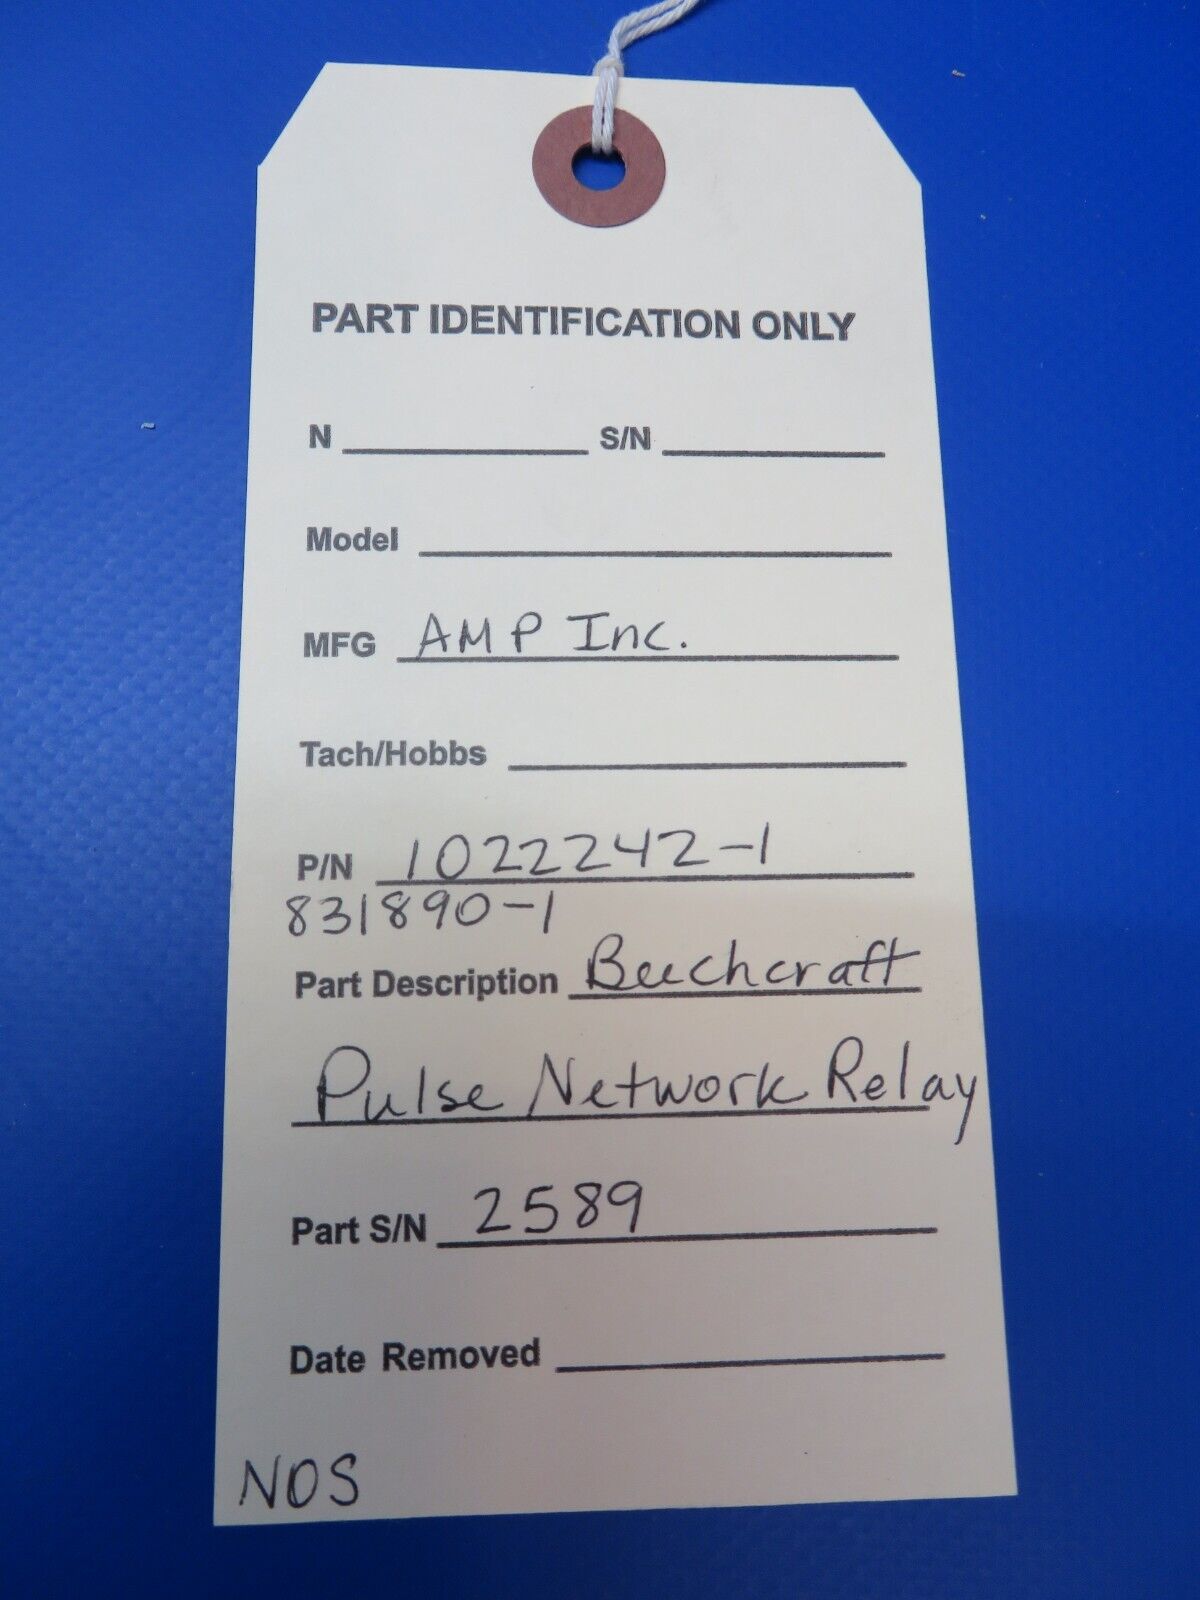 PART IDENTIFICATION ONLY
N S/N
Model
MFG AMP Inc.
Tach/Hobbs
P/N 1022242-1
831890-1
Part Description Beechcraft
Pulse Network Relay
Part S/N 2589
Date Removed
NOS